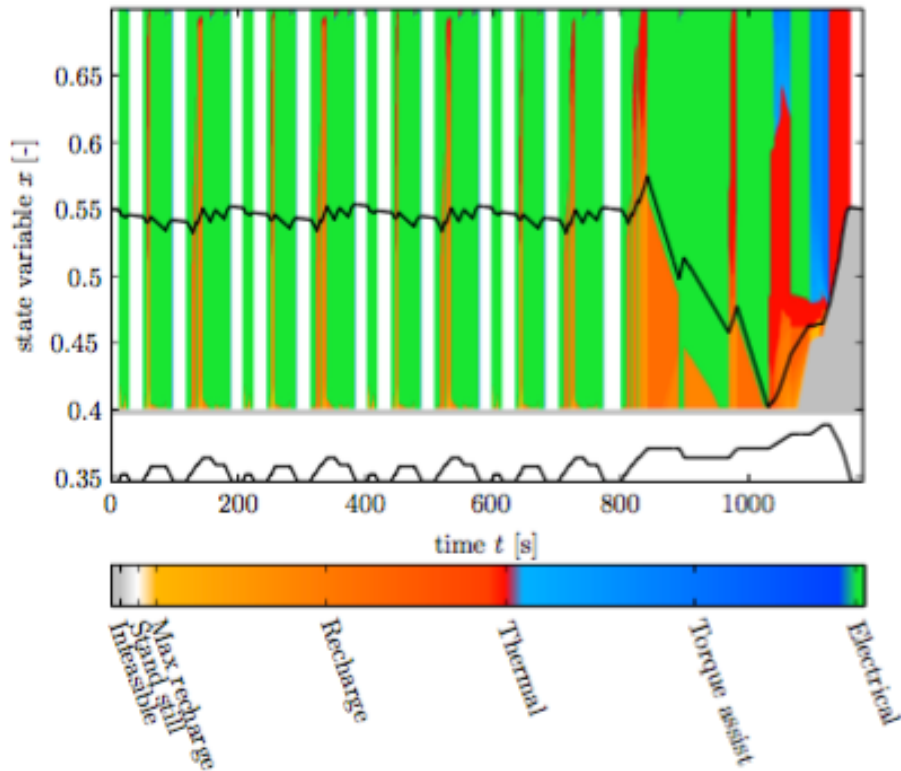 state variable x [-]
0.65
0.6
0.55
0.5
0.45
0.4
0.35
0
200
400
600
800
1000
time t [s]
Infeasible
Stand still
Max recharge
Recharge
Thermal
Torque assist
Electrical